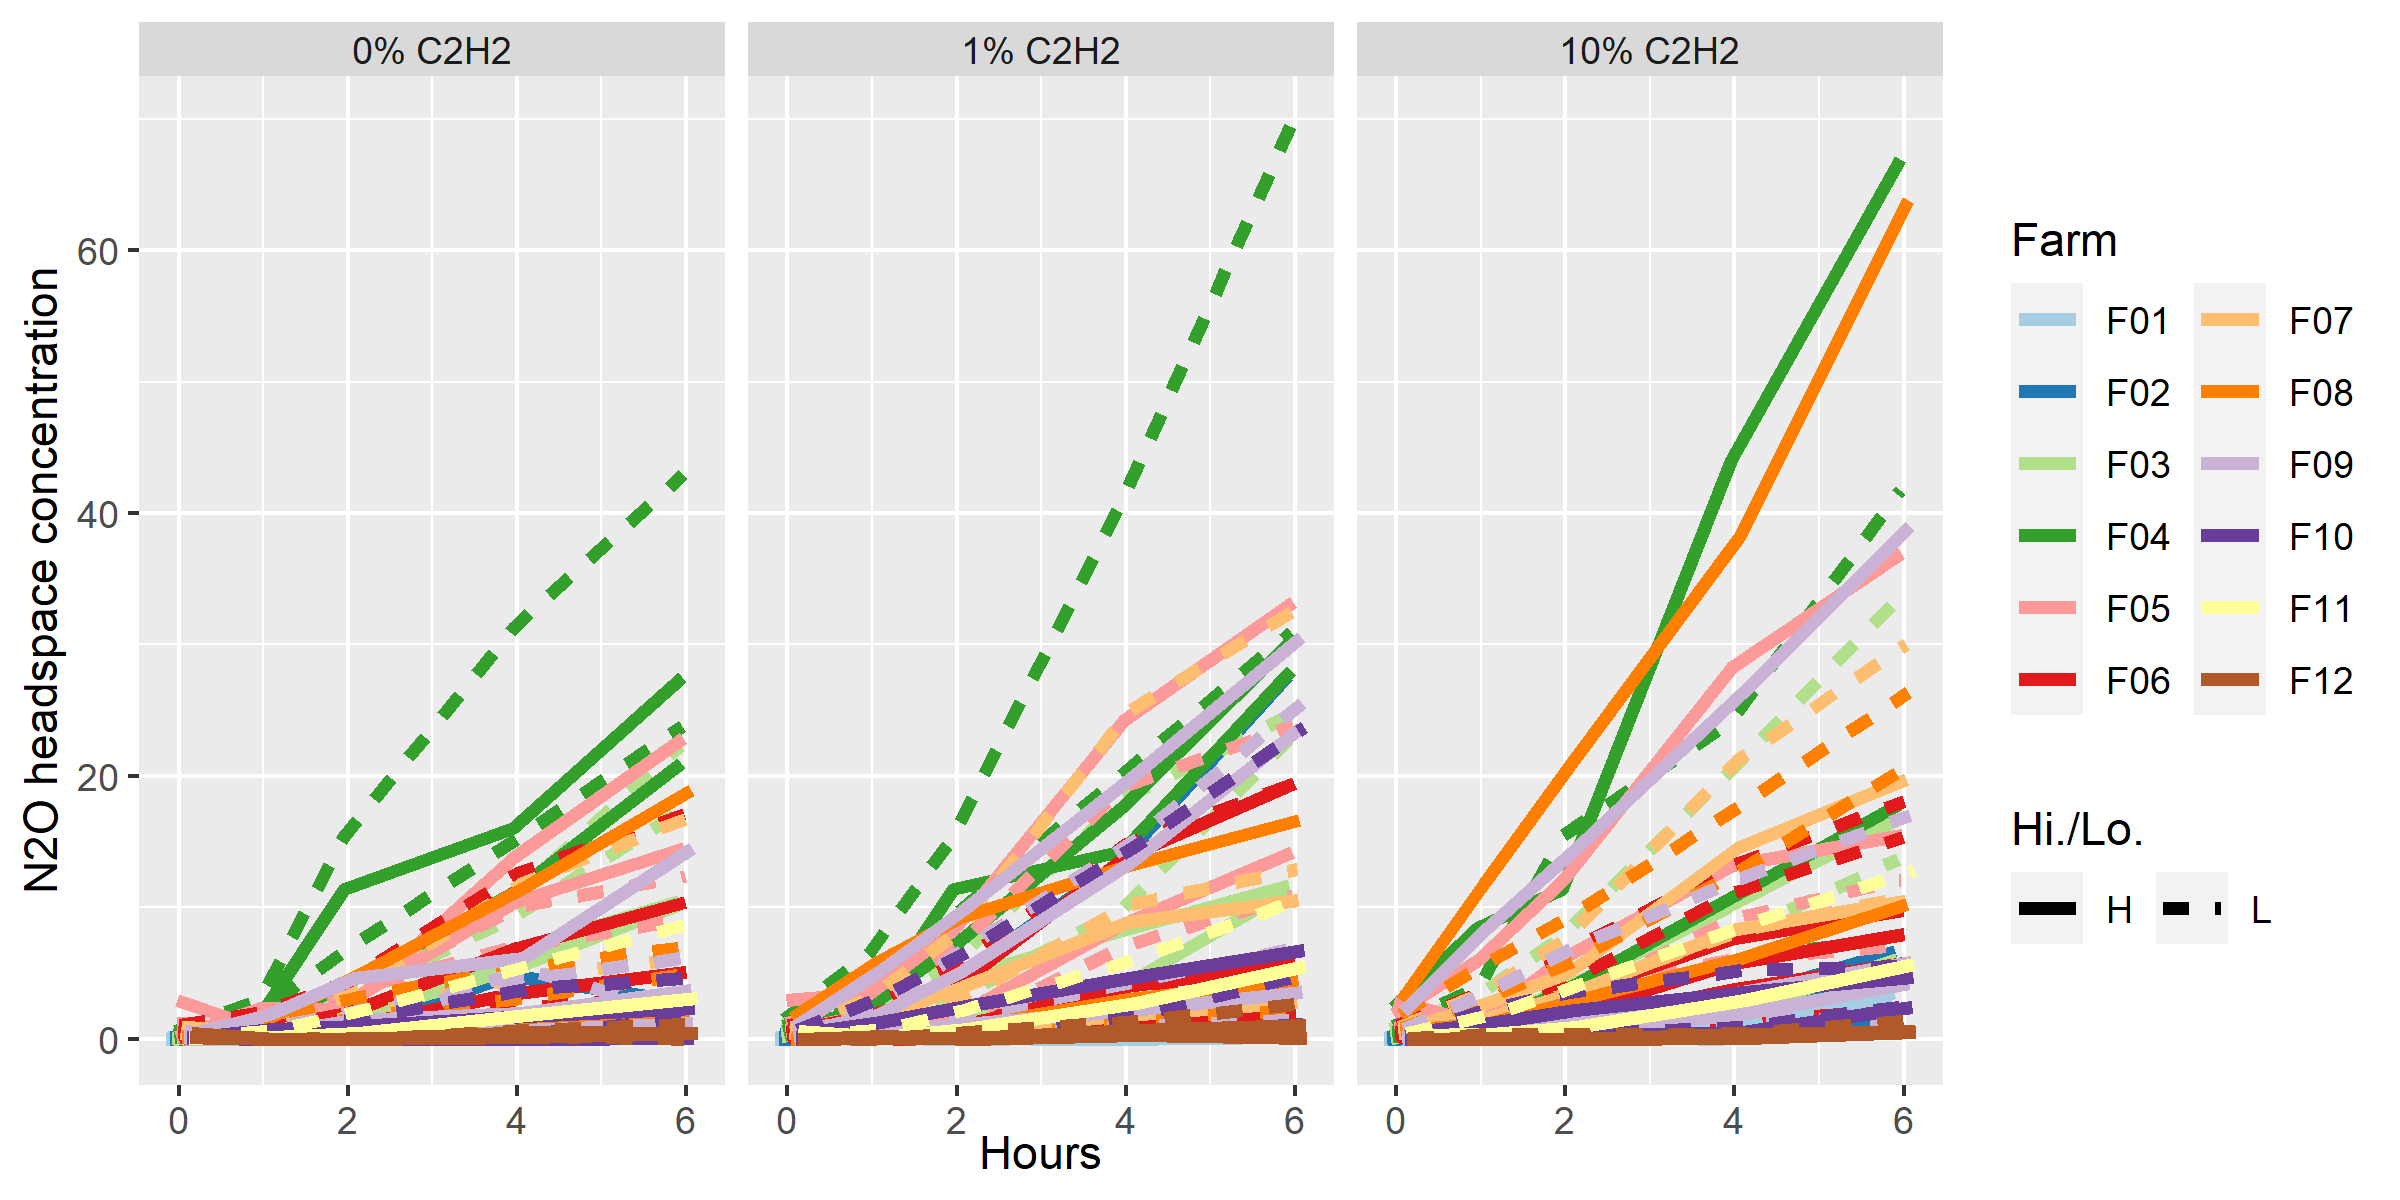 0% C2H2
1% C2H2
10% C2H2
N2O headspace concentration
60
40
20
0
0 2 4 6
0 2 4 6
0 2 4 6
Hours
Farm
F01 F07
F02 F08
F03 F09
F04 F10
F05 F11
F06 F12
Hi./Lo.
H L